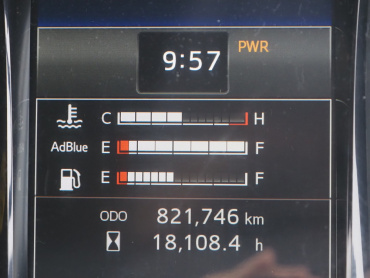 9:57 PWR
C H
AdBlue E F
E F
ODO 821,746 km
18,108.4 h